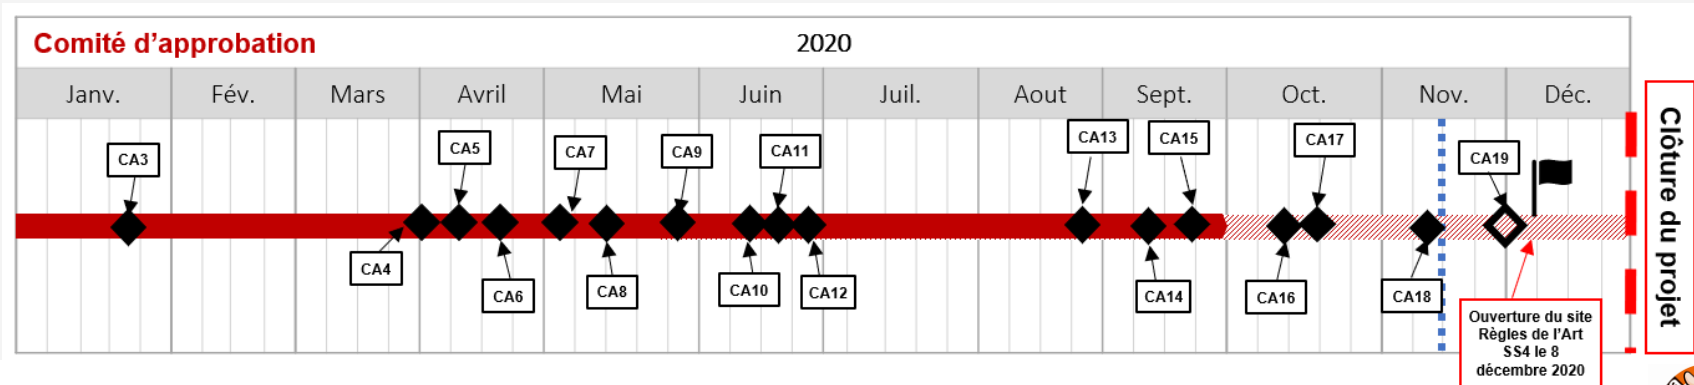 Comité d'approbation
2020
Janv.
Fév.
Mars
Avril
Mai
Juin
Juil.
Aout
Sept.
Oct.
Nov.
Déc.
CA3
CA4
CA5
CA6
CA7
CA8
CA9
CA10
CA11
CA12
CA13
CA14
CA15
CA16
CA17
CA18
CA19
Ouverture du site
Règles de l'Art
SS4 le 8
décembre 2020
Clôture du projet